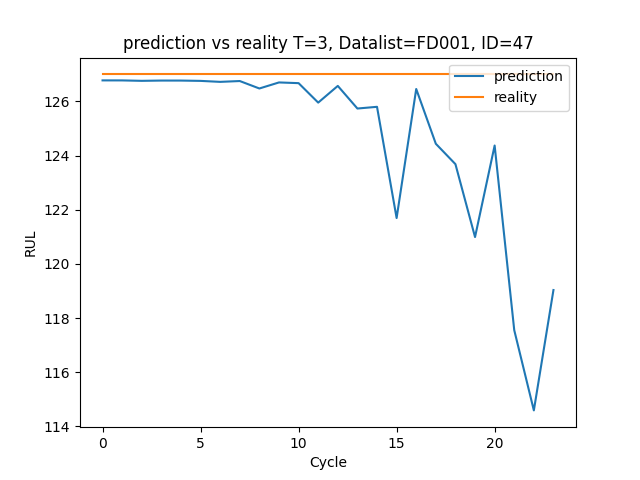 prediction vs reality T=3, Datalist=FD001, ID=47
prediction
reality
126
124
122
120
118
116
114
RUL
0 5 10 15 20
Cycle